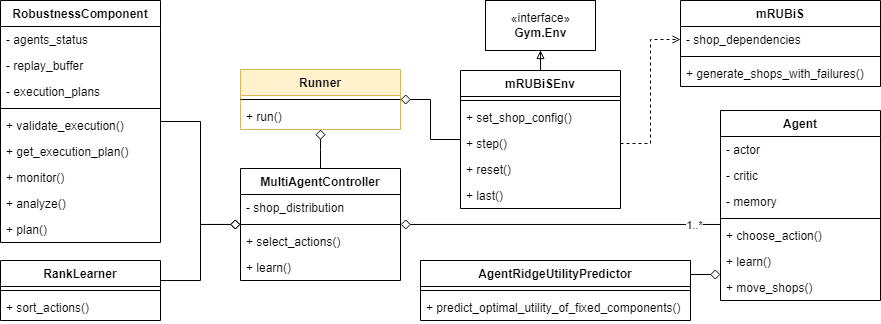 RobustnessComponent
- agents_status
- replay_buffer
- execution_plans
+ validate_execution()
+ get_execution_plan()
+ monitor()
+ analyze()
+ plan()
RankLearner
+ sort_actions()
Runner
+ run()
MultiAgentController
- shop_distribution
+ select_actions()
+ learn()
«interface»
Gym.Env
mRUBiSEnv
+ set_shop_config()
+ step()
+ reset()
+ last()
mRUBiS
- shop_dependencies
+ generate_shops_with_failures()
Agent
- actor
- critic
- memory
+ choose_action()
+ learn()
+ move_shops()
1..*
AgentRidgeUtilityPredictor
+ predict_optimal_utility_of_fixed_components()